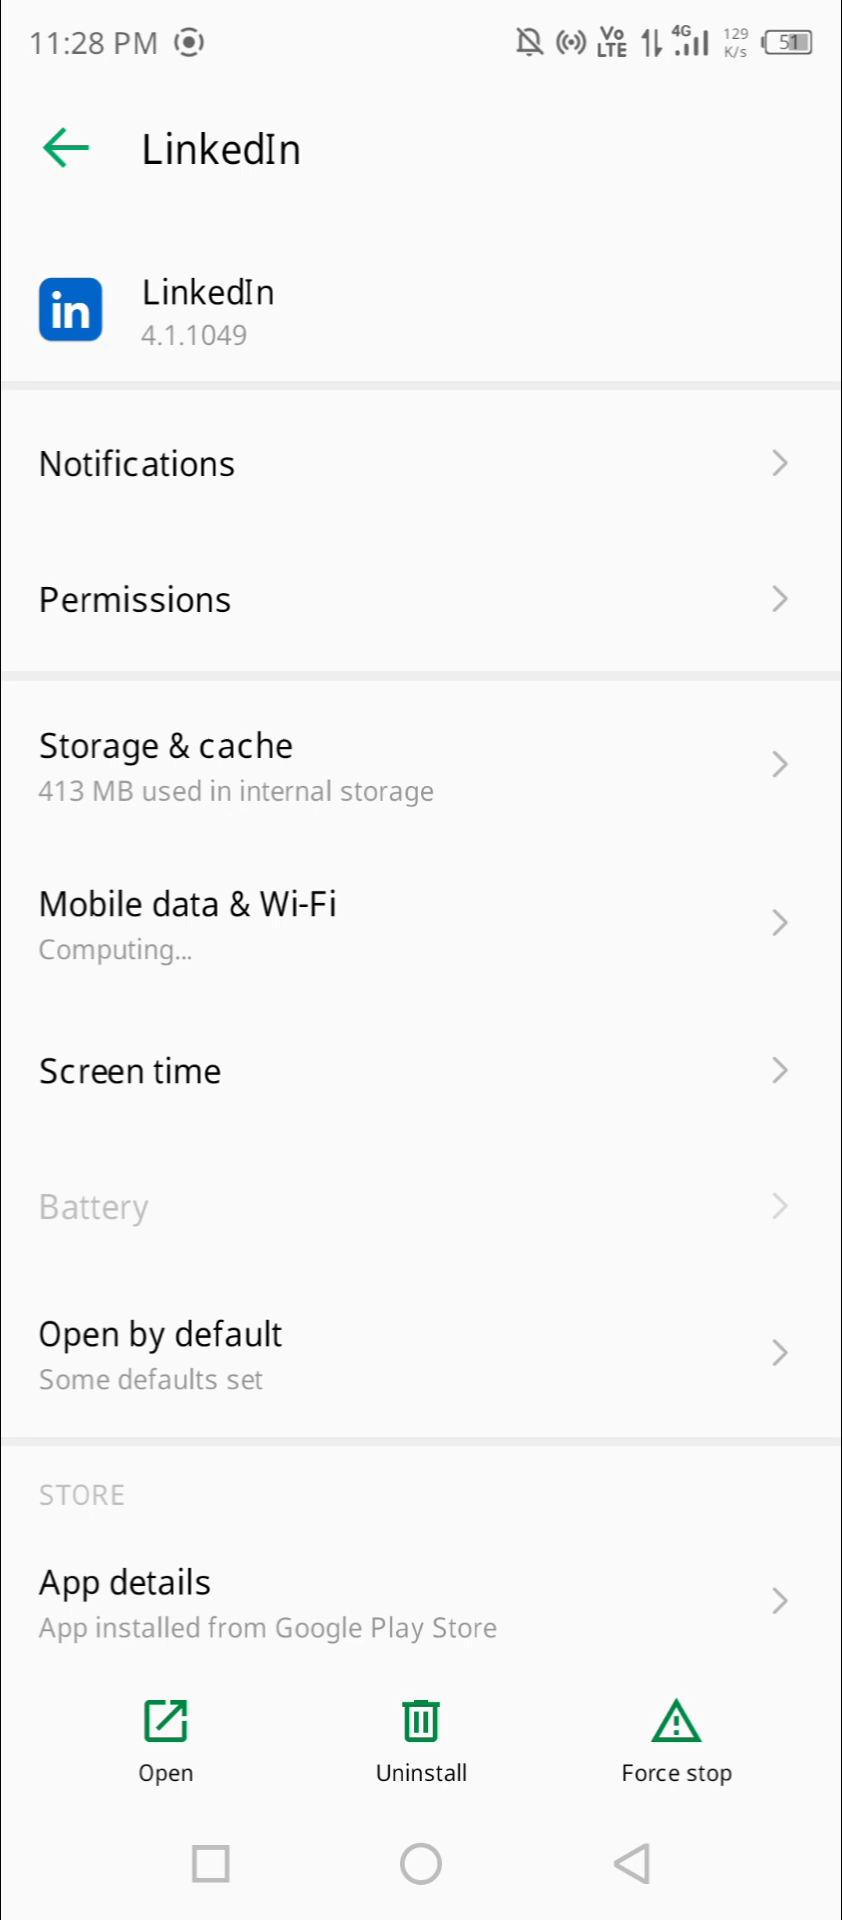 11:28 PM Vo LTE 4G 129 K/s 51
LinkedIn
in LinkedIn
4.1.1049
Notifications
Permissions
Storage & cache
413 MB used in internal storage
Mobile data & Wi-Fi
Computing...
Screen time
Battery
Open by default
Some defaults set
STORE
App details
App installed from Google Play Store
Open Uninstall Force stop